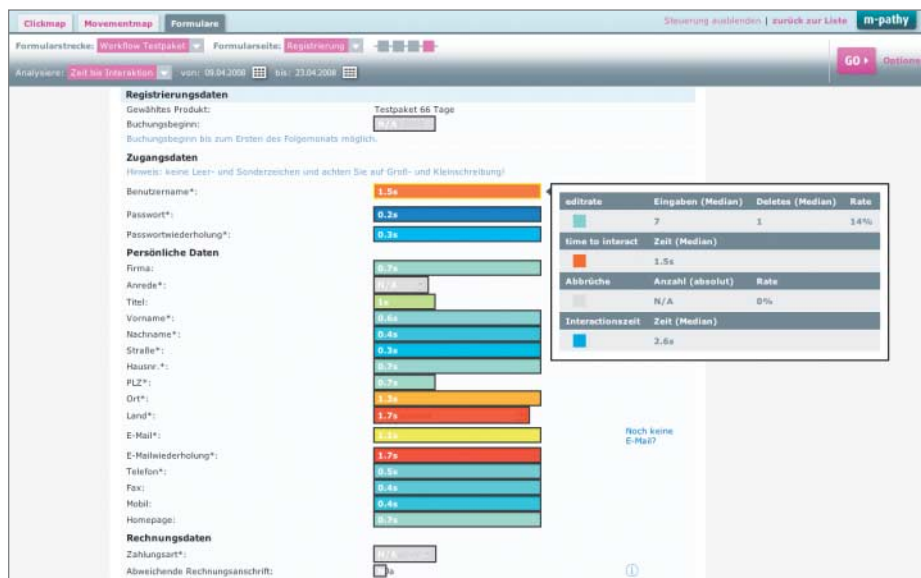 Clickmap Movementmap Formulare Steuerung ausblenden | zurück zur Liste m-pathy
Formularstrecke: Workflow Testpaket Formularseite: Registrierung
GO Options
Analysiere: Zeit bis Interaktion von: 09.04.2008 bis: 23.04.2008
Registrierungsdaten
Gewähltes Produkt: Testpaket 66 Tage
Buchungsbeginn: N/A
Buchungsbeginn bis zum Ersten des Folgemonats möglich.
Zugangsdaten
Hinweis: keine Leer- und Sonderzeichen und achten Sie auf Groß- und Kleinschreibung!
Benutzername*: 1.5s
Passwort*: 0.2s
Passwortwiederholung*: 0.3s
Persönliche Daten
Firma: 0.7s
Anrede*: N/A
Titel: 1s
Vorname*: 0.6s
Nachname*: 0.4s
Straße*: 0.3s
Hausnr.*: 0.7s
PLZ*: 0.7s
Ort*: 1.3s
Land*: 1.7s
E-Mail*: 1.1s
Noch keine
E-Mail?
E-Mailwiederholung*: 1.7s
Telefon*: 0.5s
Fax: 0.4s
Mobil: 0.4s
Homepage: 0.7s
Rechnungsdaten
Zahlungsart*: N/A
Abweichende Rechnungsanschrift: Ja
editrate Eingaben (Median) Deletes (Median) Rate
7 1 14%
time to interact Zeit (Median)
1.5s
Abbrüche Anzahl (absolut) Rate
N/A 0%
Interactionszeit Zeit (Median)
2.6s